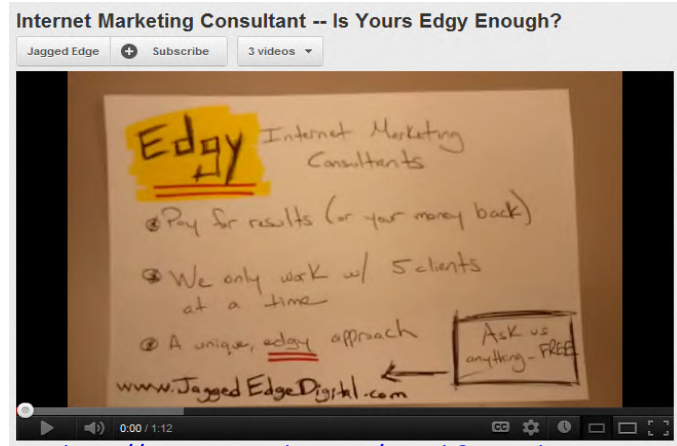 Internet Marketing Consultant -- Is Yours Edgy Enough?
Jagged Edge
Subscribe
3 videos
Edgy Internet Marketing
Consultants
Pay for results (or your money back)
We only work w/ 5 clients
at a time
A unique, edgy approach
Ask us
anything - FREE
www.JaggedEdgeDigital.com
0:00 / 1:12
CC